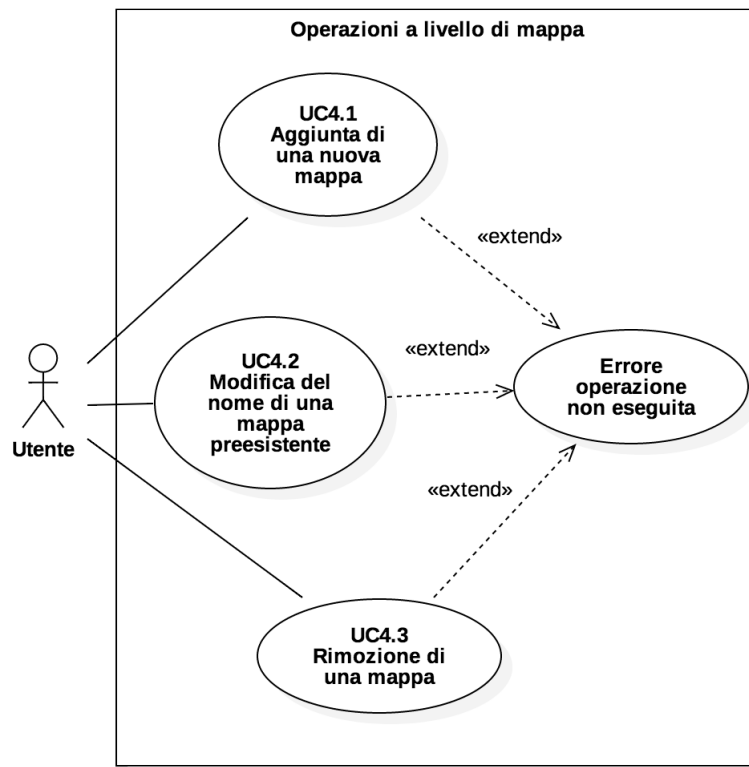 Operazioni a livello di mappa
UC4.1
Aggiunta di
una nuova
mappa
«extend»
«extend»
UC4.2
Modifica del
nome di una
mappa
preesistente
Errore
operazione
non eseguita
Utente
«extend»
UC4.3
Rimozione di
una mappa